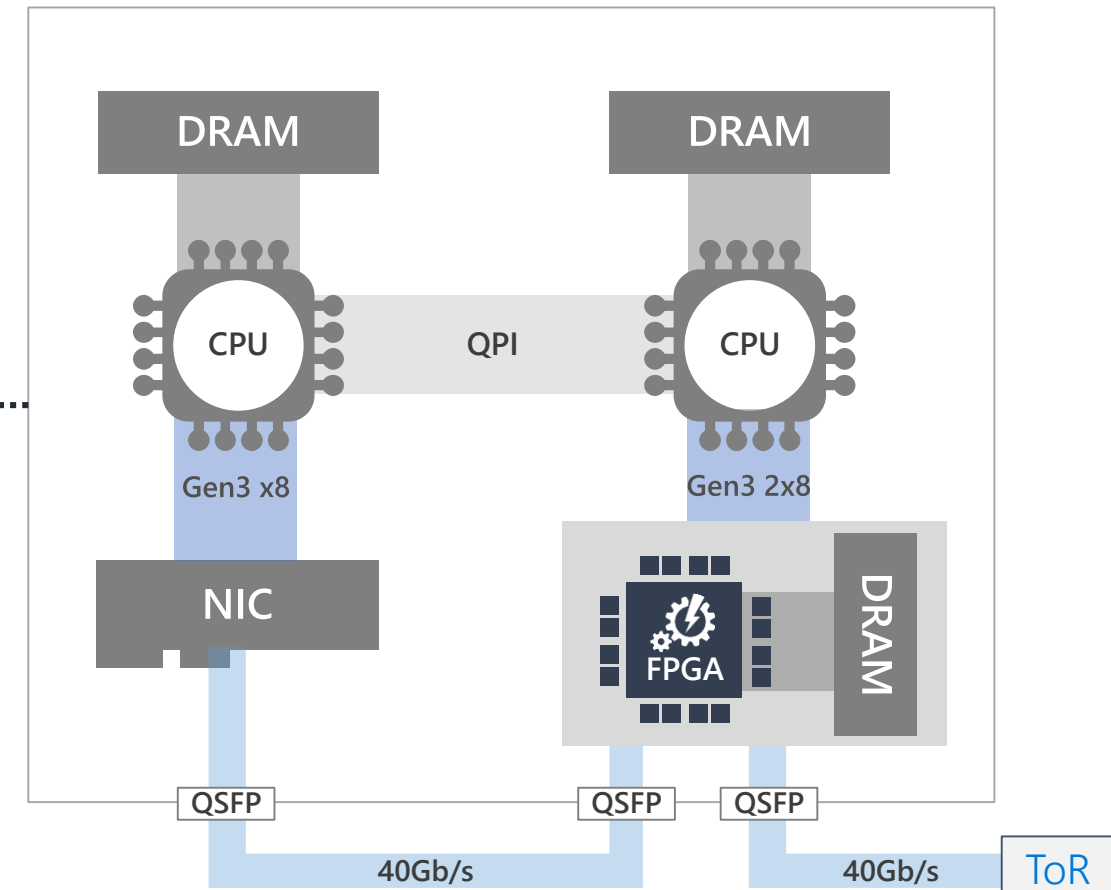 DRAM
DRAM
CPU
QPI
CPU
Gen3 x8
Gen3 2x8
NIC
FPGA
DRAM
QSFP
QSFP
QSFP
40Gb/s
40Gb/s
ToR